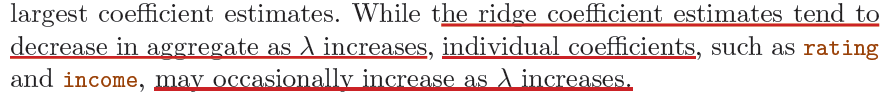 largest coefficient estimates. While the ridge coefficient estimates tend to
decrease in aggregate as λ increases, individual coefficients, such as rating
and income, may occasionally increase as λ increases.